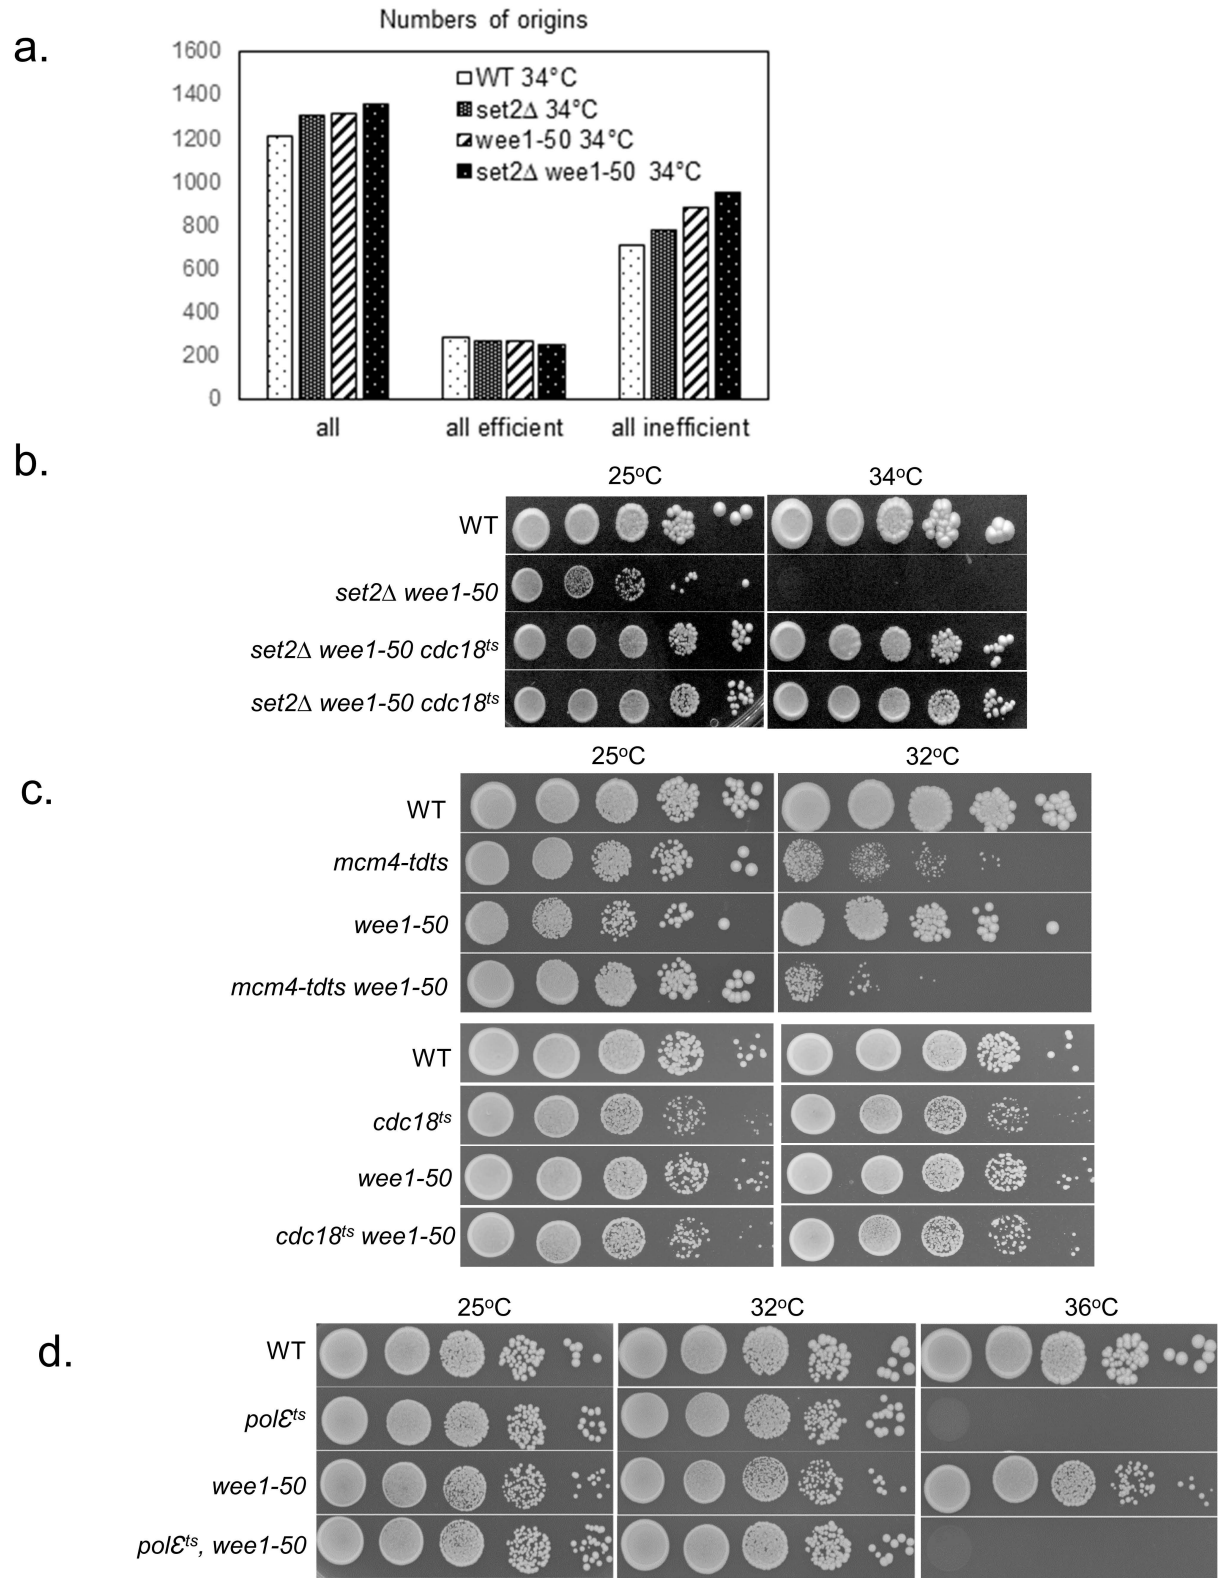 a.
Numbers of origins
1600
1400
1200
1000
800
600
400
200
0
WT 34°C
set2Δ 34°C
wee1-50 34°C
set2Δ wee1-50 34°C
all
all efficient
all inefficient
b.
25°C 34°C
WT
set2Δ wee1-50
set2Δ wee1-50 cdc18ts
set2Δ wee1-50 cdc18ts
c.
25°C 32°C
WT
mcm4-tdts
wee1-50
mcm4-tdts wee1-50
WT
cdc18ts
wee1-50
cdc18ts wee1-50
d.
25°C 32°C 36°C
WT
polƐts
wee1-50
polƐts, wee1-50